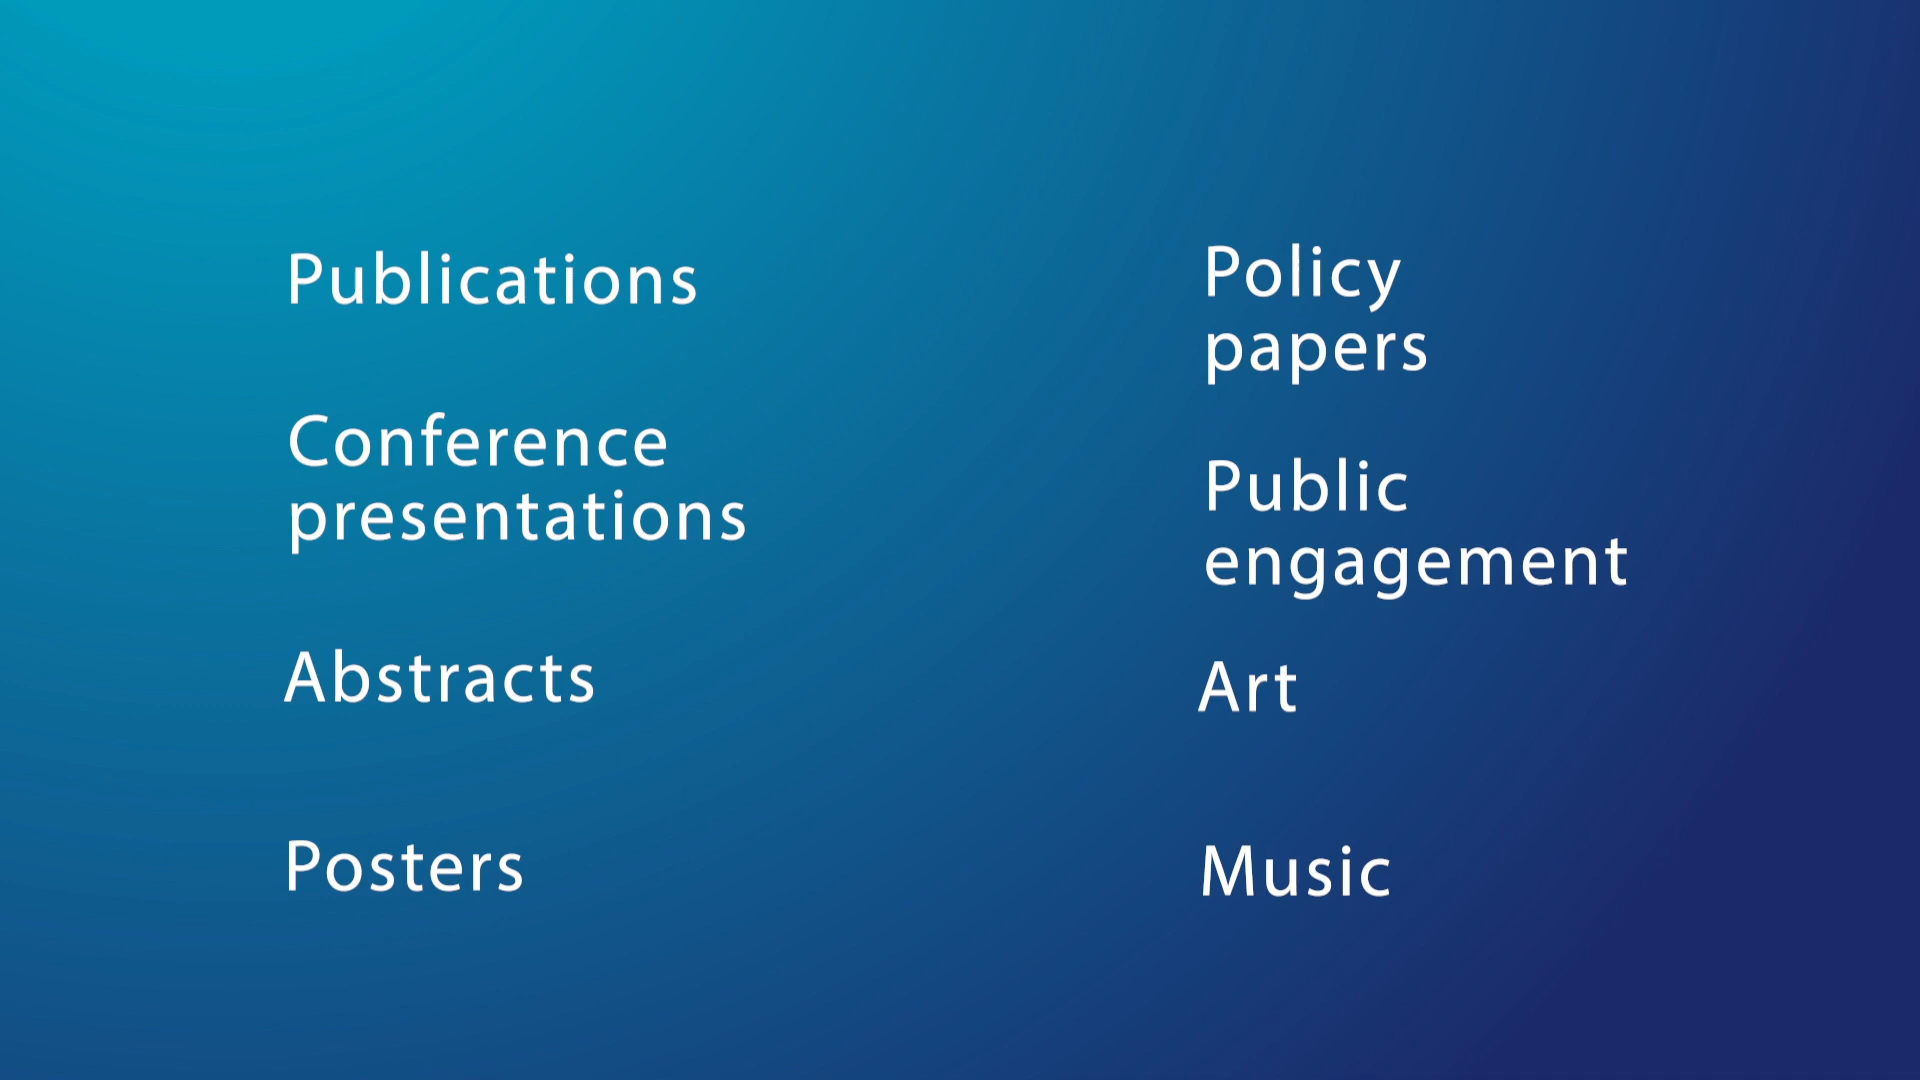 Publications
Conference
presentations
Abstracts
Posters
Policy
papers
Public
engagement
Art
Music